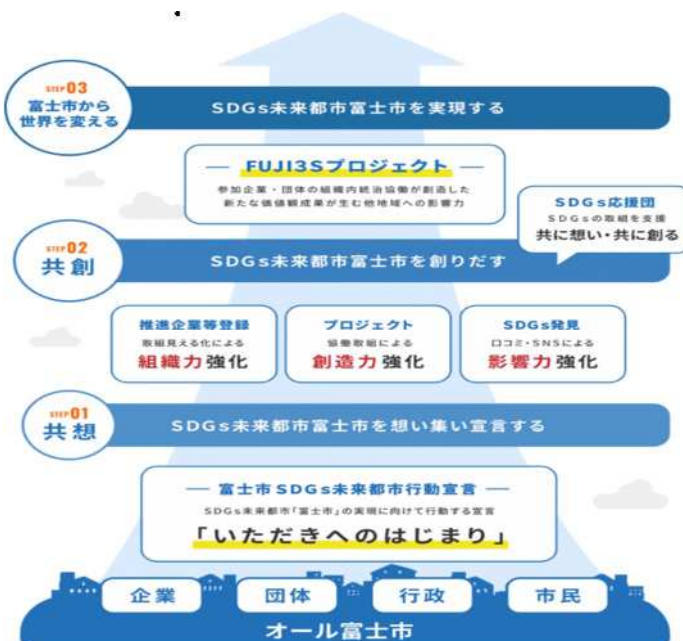 STEP03
富士市から
世界を変える
SDGs未来都市富士市を実現する
FUJI3Sプロジェクト
参加企業・団体の組織内統治協働が創造した
新たな価値観成果が生む他地域への影響力
SDGs応援団
SDGsの取組を支援
共に想い・共に創る
STEP02
共創
SDGs未来都市富士市を創りだす
推進企業等登録
取組見える化による
組織力強化
プロジェクト
協働取組による
創造力強化
SDGs発見
口コミ・SNSによる
影響力強化
STEP01
共想
SDGs未来都市富士市を想い集い宣言する
富士市SDGs未来都市行動宣言
SDGs未来都市「富士市」の実現に向けて行動する宣言
「いただきへのはじまり」
企業
団体
行政
市民
オール富士市